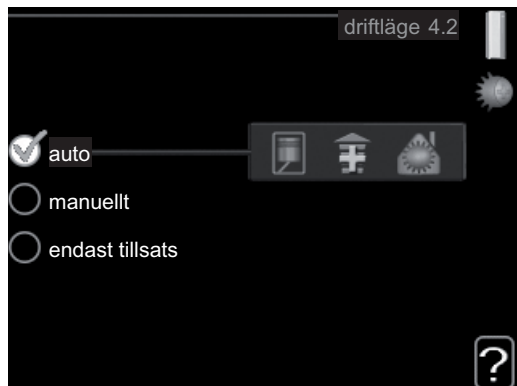 driftläge 4.2
auto
manuellt
endast tillsats
?